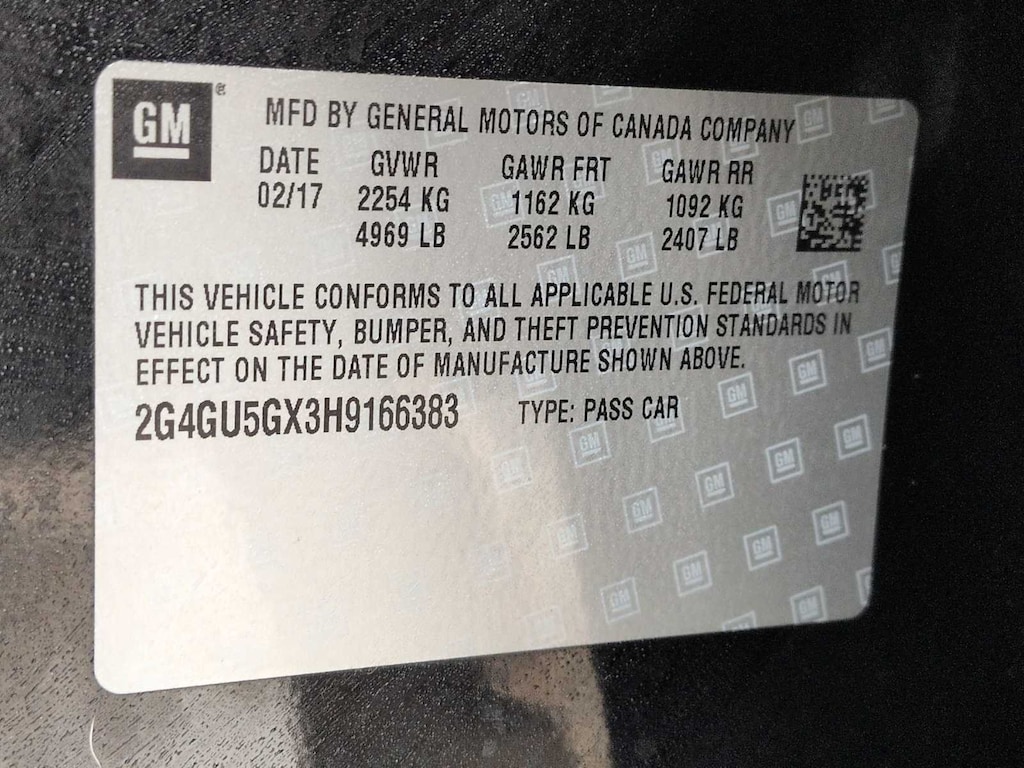 GM®
MFD BY GENERAL MOTORS OF CANADA COMPANY
DATE GVWR GAWR FRT GAWR RR
02/17 2254 KG 1162 KG 1092 KG
4969 LB 2562 LB 2407 LB
THIS VEHICLE CONFORMS TO ALL APPLICABLE U.S. FEDERAL MOTOR
VEHICLE SAFETY, BUMPER, AND THEFT PREVENTION STANDARDS IN
EFFECT ON THE DATE OF MANUFACTURE SHOWN ABOVE.
2G4GU5GX3H9166383 TYPE: PASS CAR